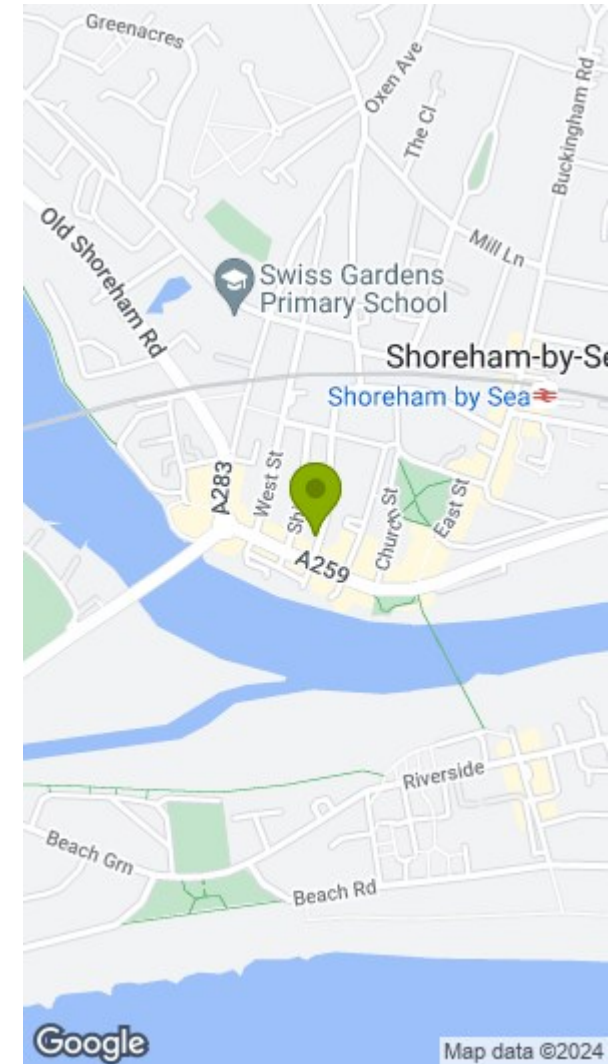 Greenacres
Oxen Ave
The Cl
Buckingham Rd
Old Shoreham Rd
Mill Ln
Swiss Gardens
Primary School
Shoreham-by-Se
Shoreham by Sea
A283
West St
Sh
Church St
East St
A259
Riverside
Beach Grn
Beach Rd
Google
Map data ©2024